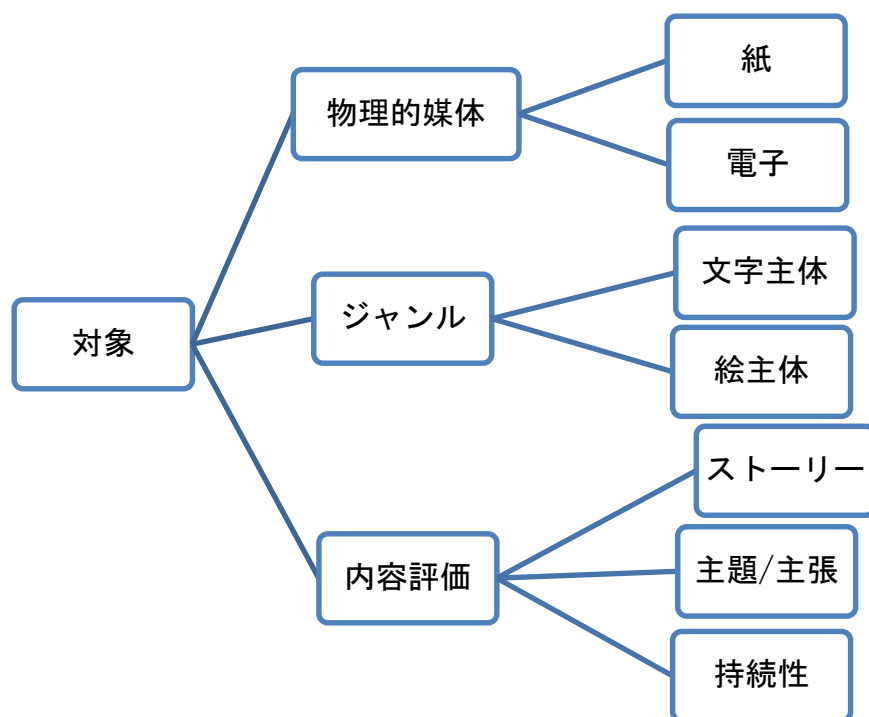 対象
物理的媒体
紙
電子
ジャンル
文字主体
絵主体
内容評価
ストーリー
主題/主張
持続性